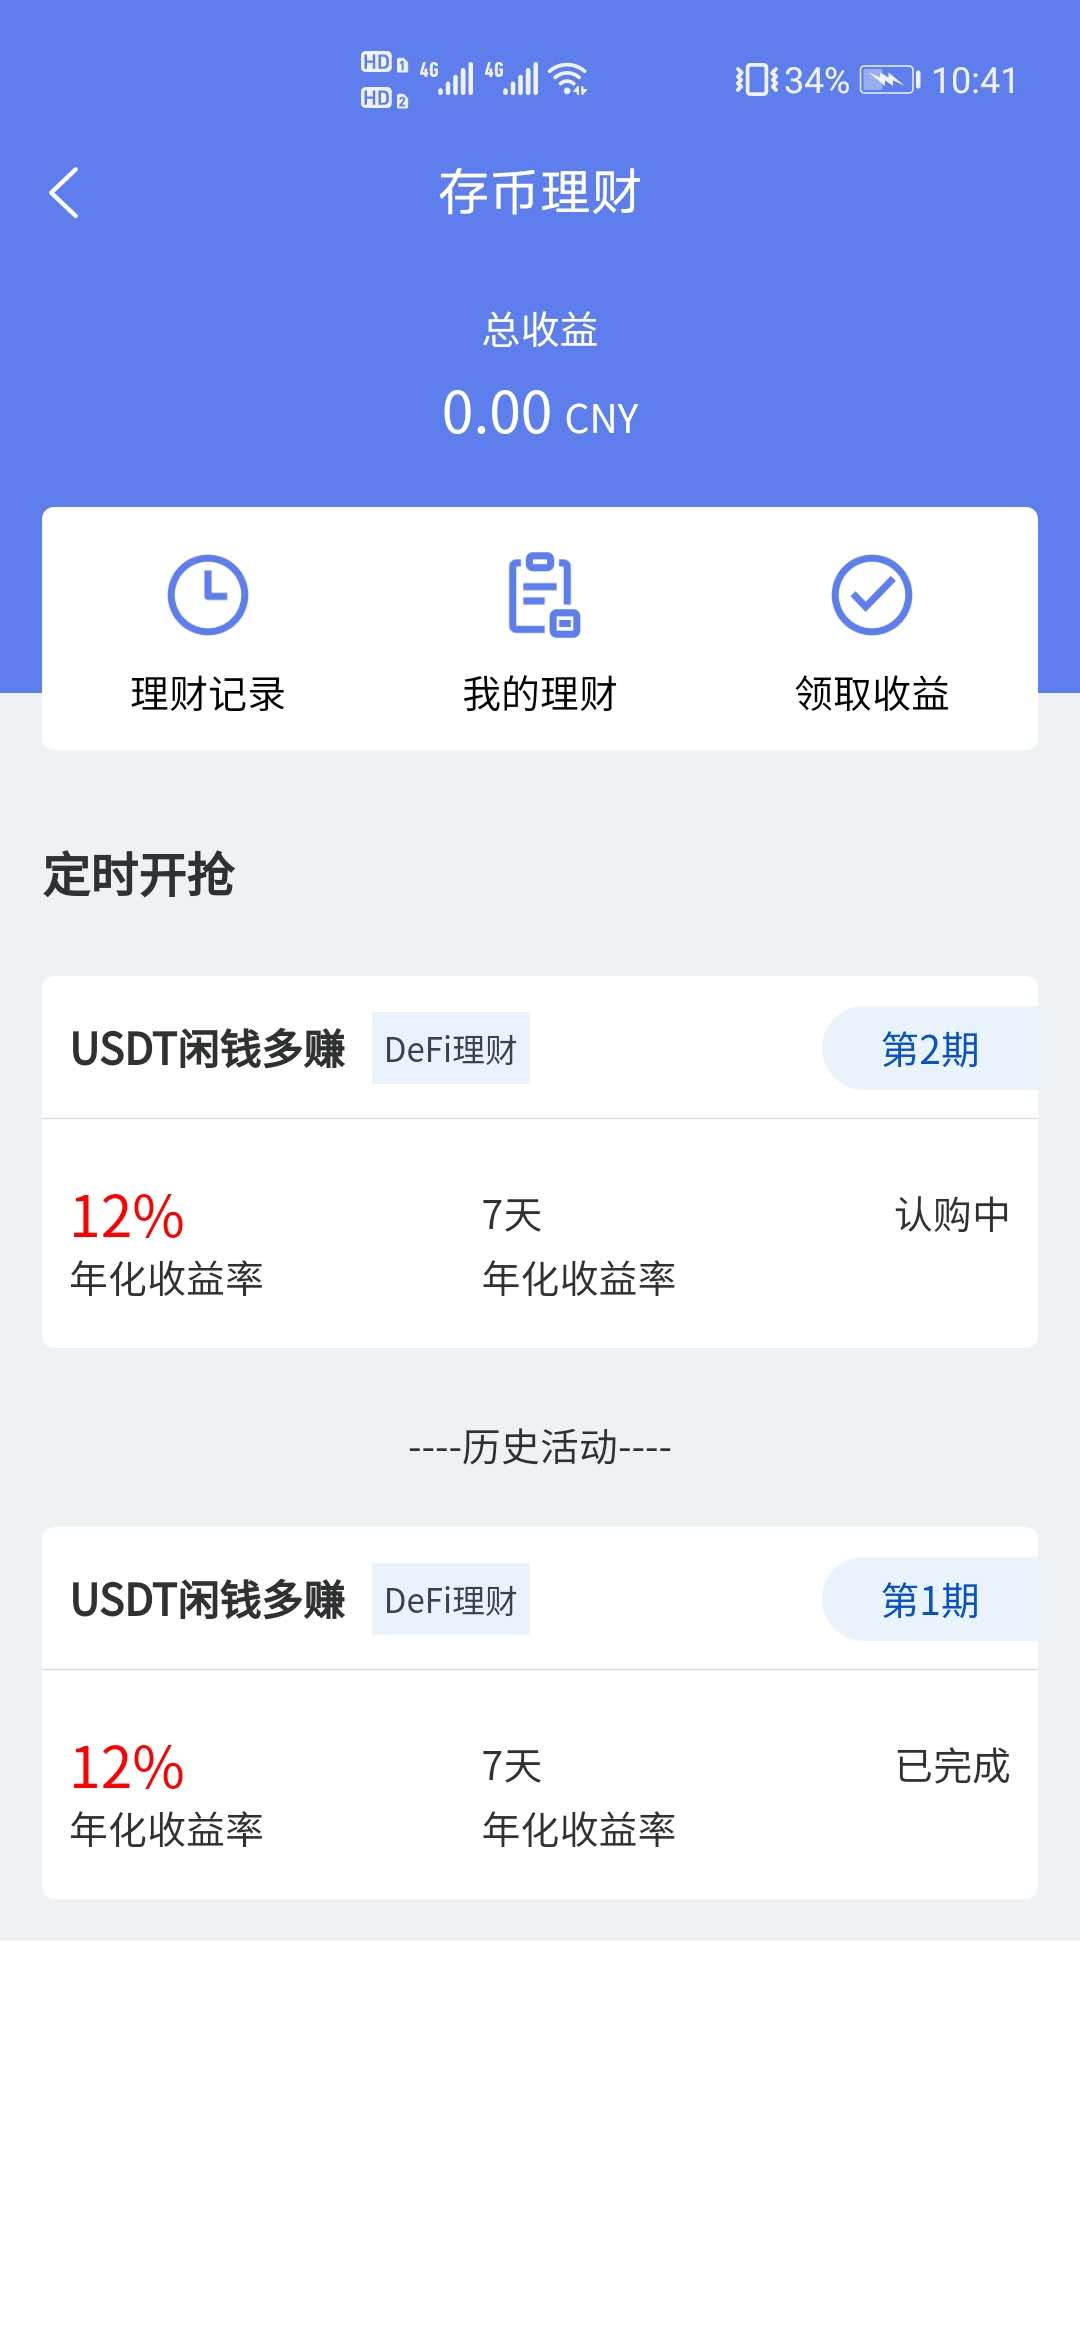 HD 1 4G 4G 34% 10:41
HD 2
存币理财
总收益
0.00 CNY
理财记录 我的理财 领取收益
定时开抢
USDT闲钱多赚 DeFi理财 第2期
12% 7天 认购中
年化收益率 年化收益率
----历史活动----
USDT闲钱多赚 DeFi理财 第1期
12% 7天 已完成
年化收益率 年化收益率